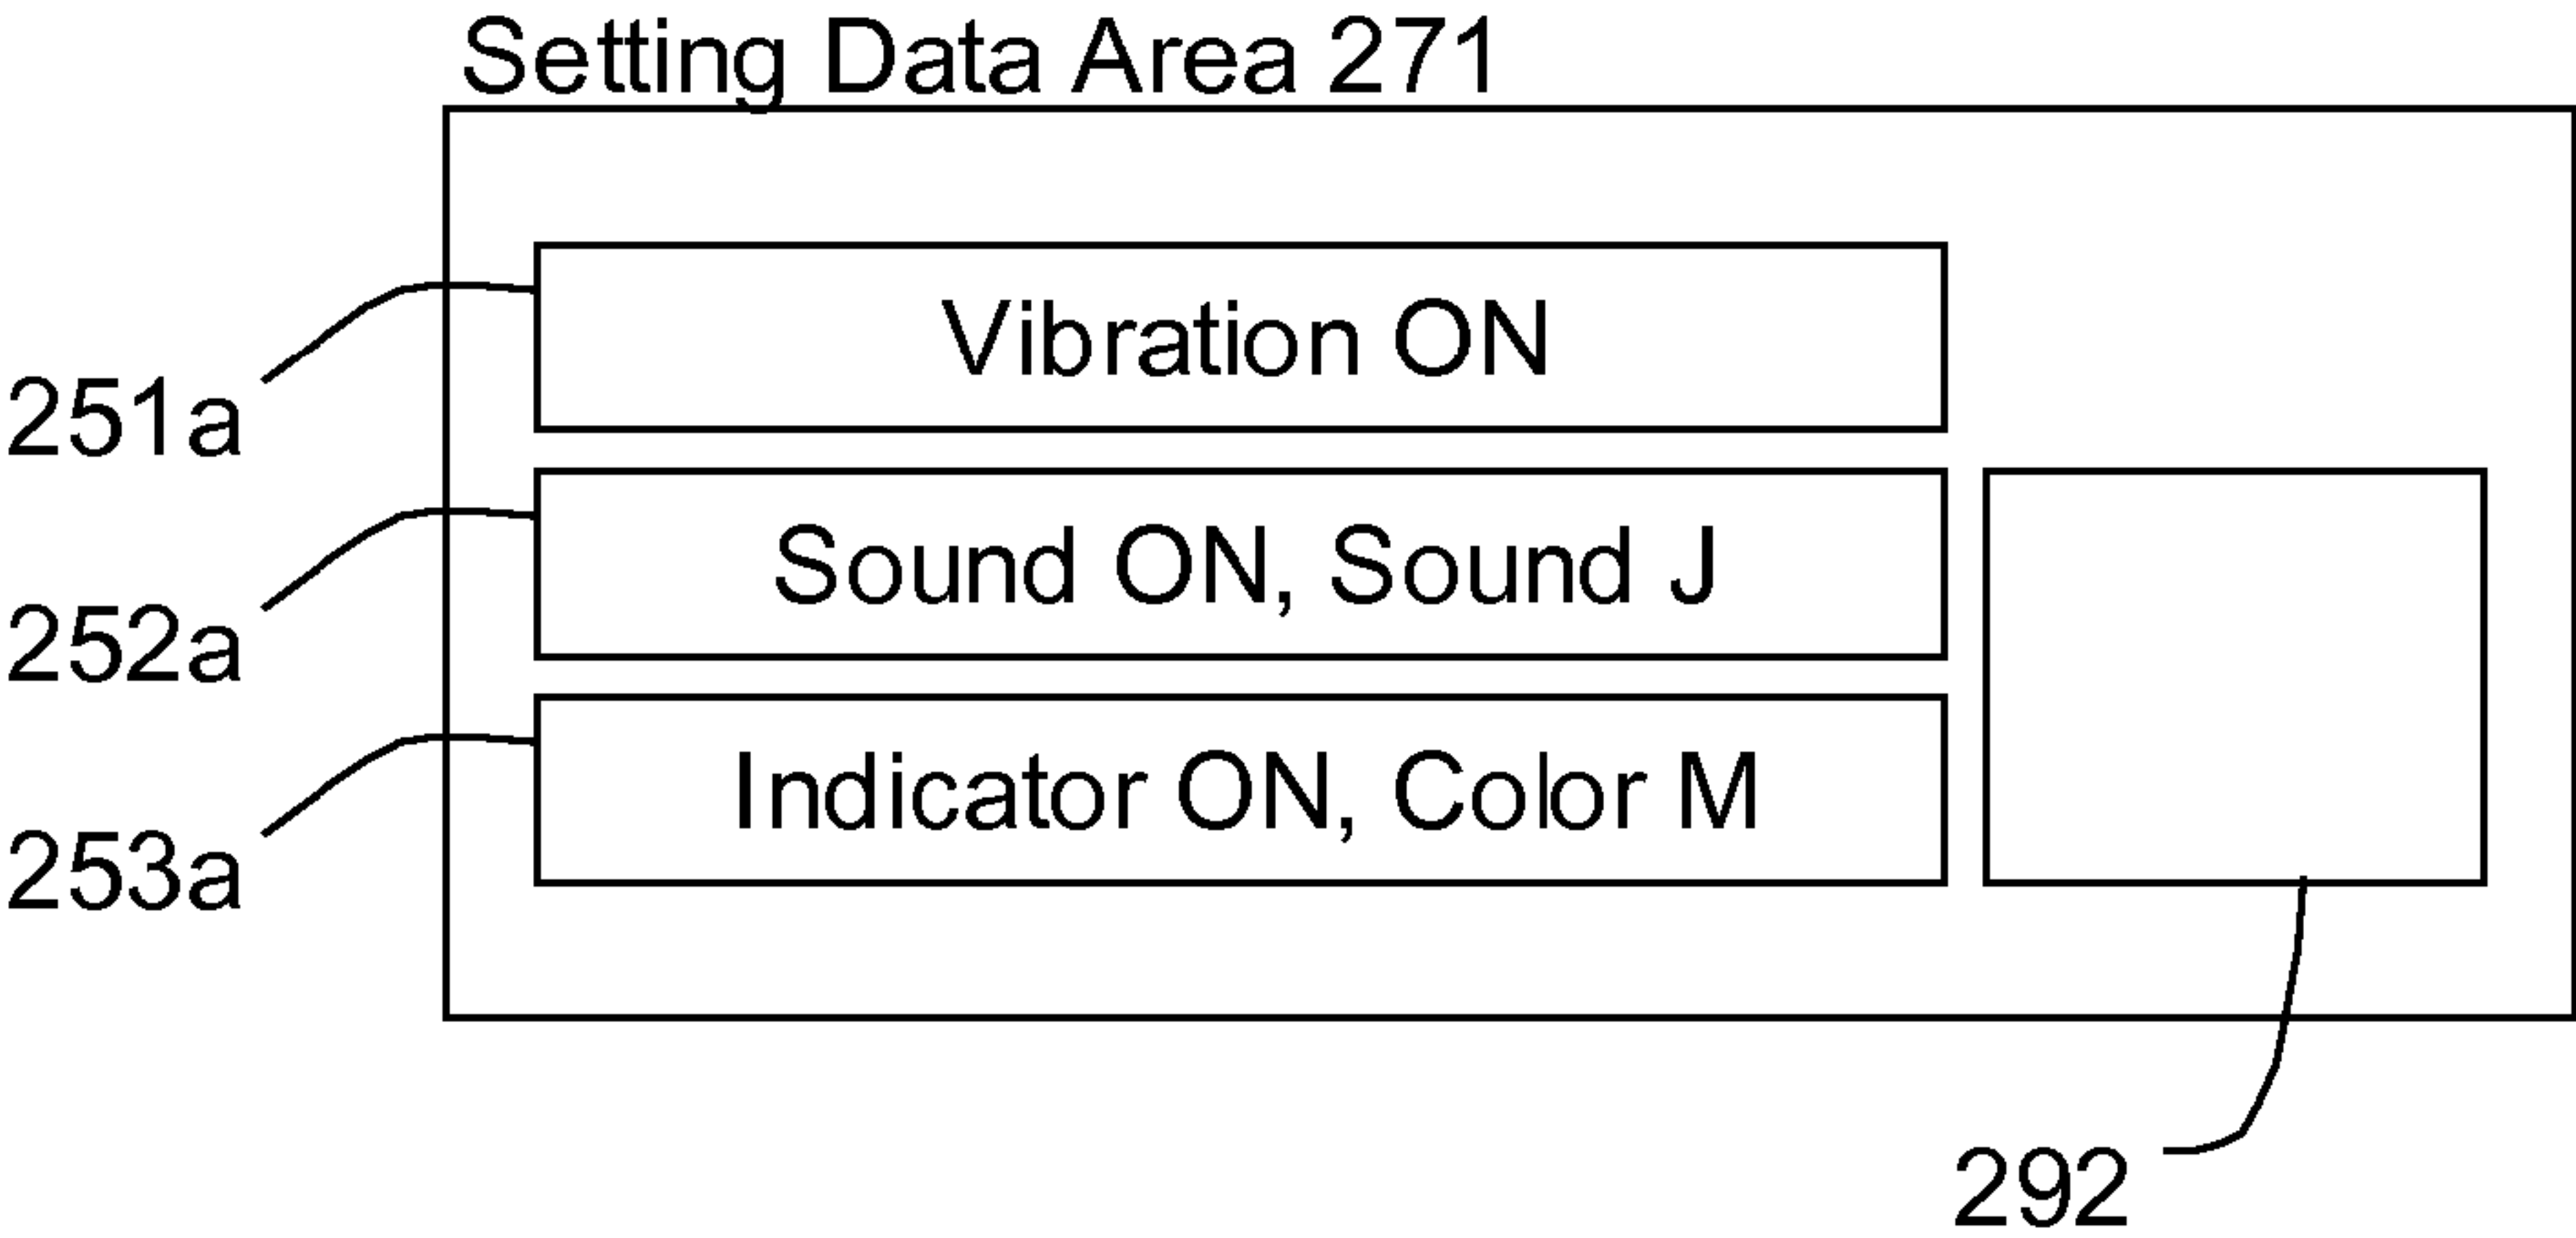 Setting Data Area 271
Vibration ON
251a
Sound ON, Sound J
252a
Indicator ON, Color M
253a
292